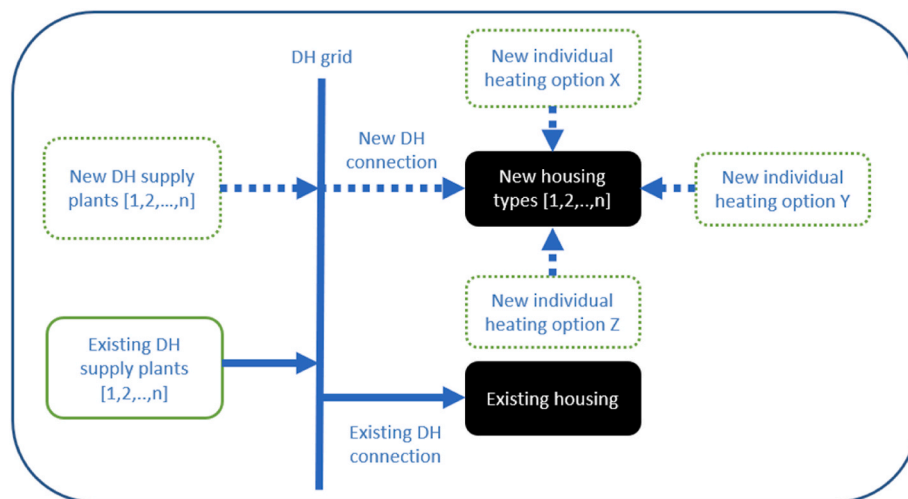 DH grid
New individual
heating option X
New DH
connection
New DH supply
plants [1,2,...,n]
New housing
types [1,2,..,n]
New individual
heating option Y
New individual
heating option Z
Existing DH
supply plants
[1,2,..,n]
Existing housing
Existing DH
connection